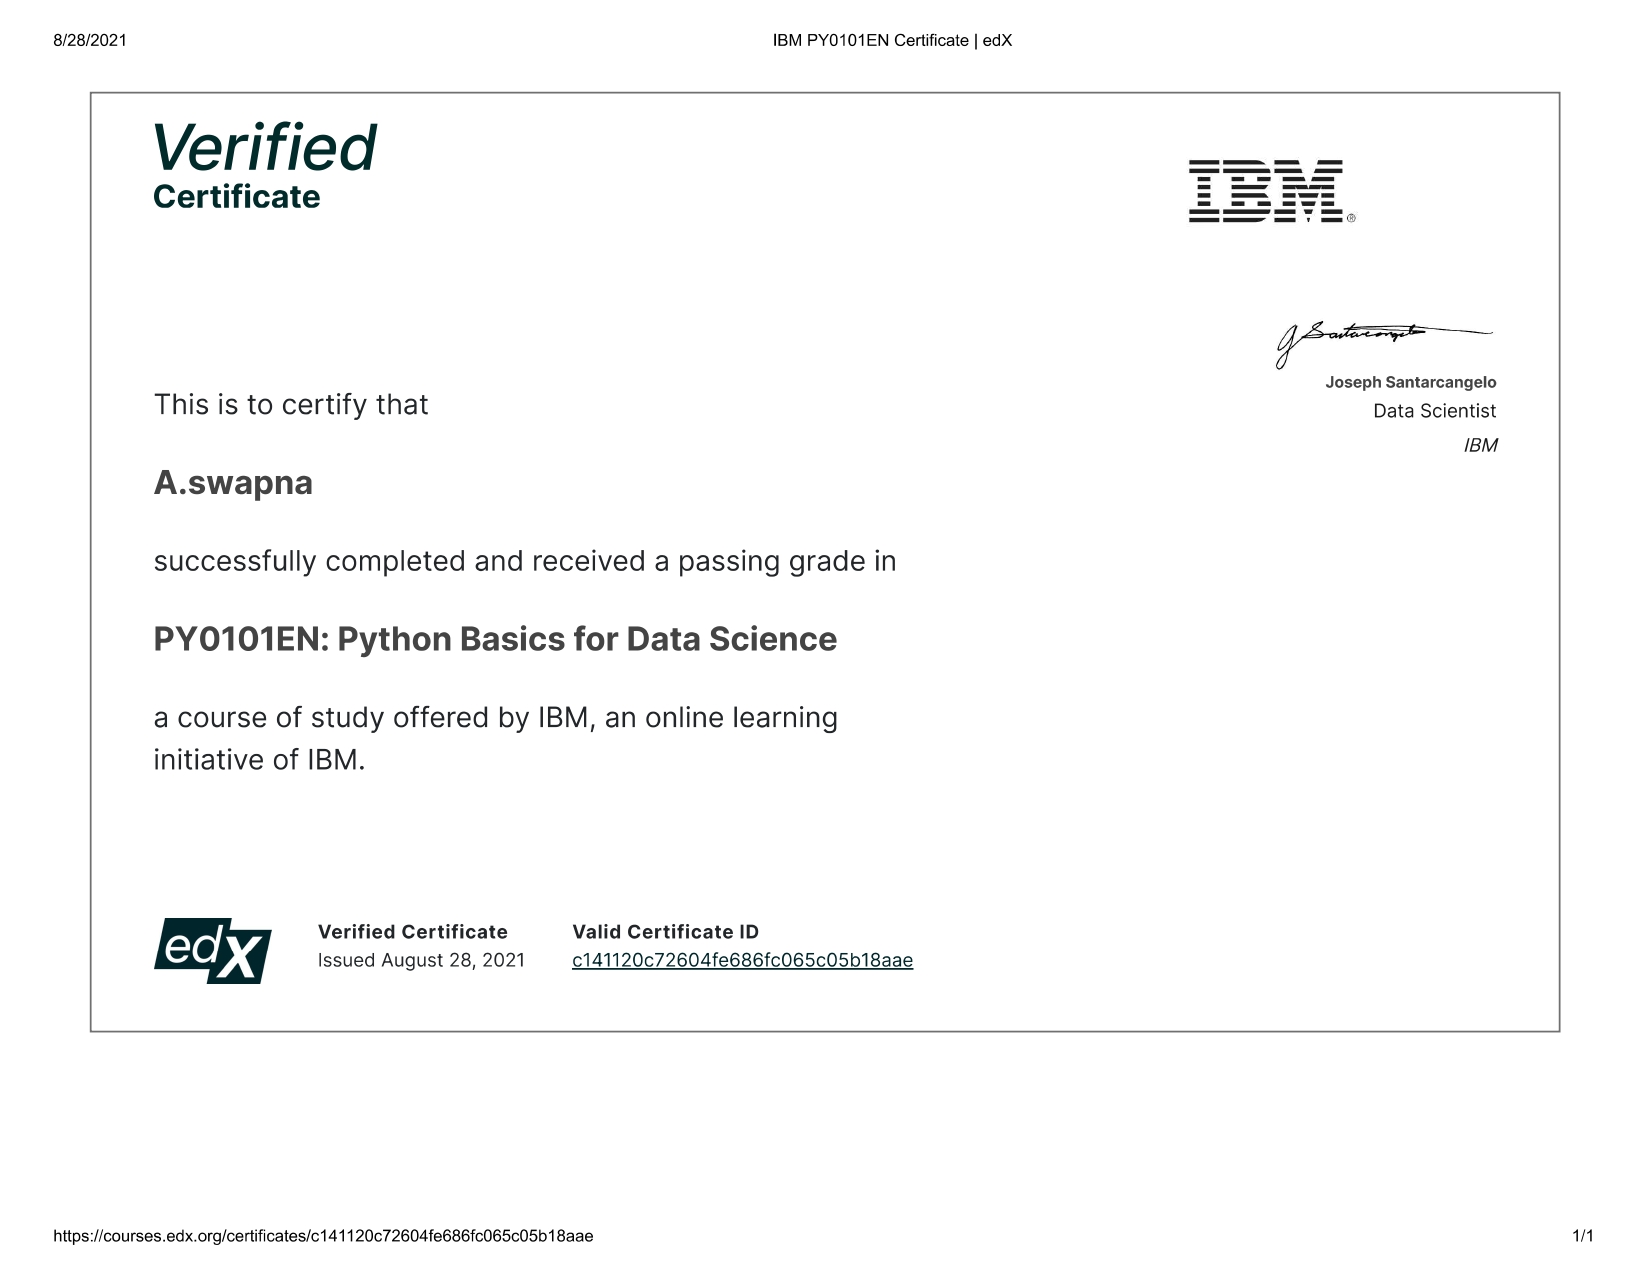 8/28/2021
IBM PY0101EN Certificate | edX
Verified
Certificate
IBM®
J Santarcangelo
Joseph Santarcangelo
Data Scientist
IBM
This is to certify that
A.swapna
successfully completed and received a passing grade in
PY0101EN: Python Basics for Data Science
a course of study offered by IBM, an online learning
initiative of IBM.
edX
Verified Certificate
Issued August 28, 2021
Valid Certificate ID
c141120c72604fe686fc065c05b18aae
https://courses.edx.org/certificates/c141120c72604fe686fc065c05b18aae
1/1